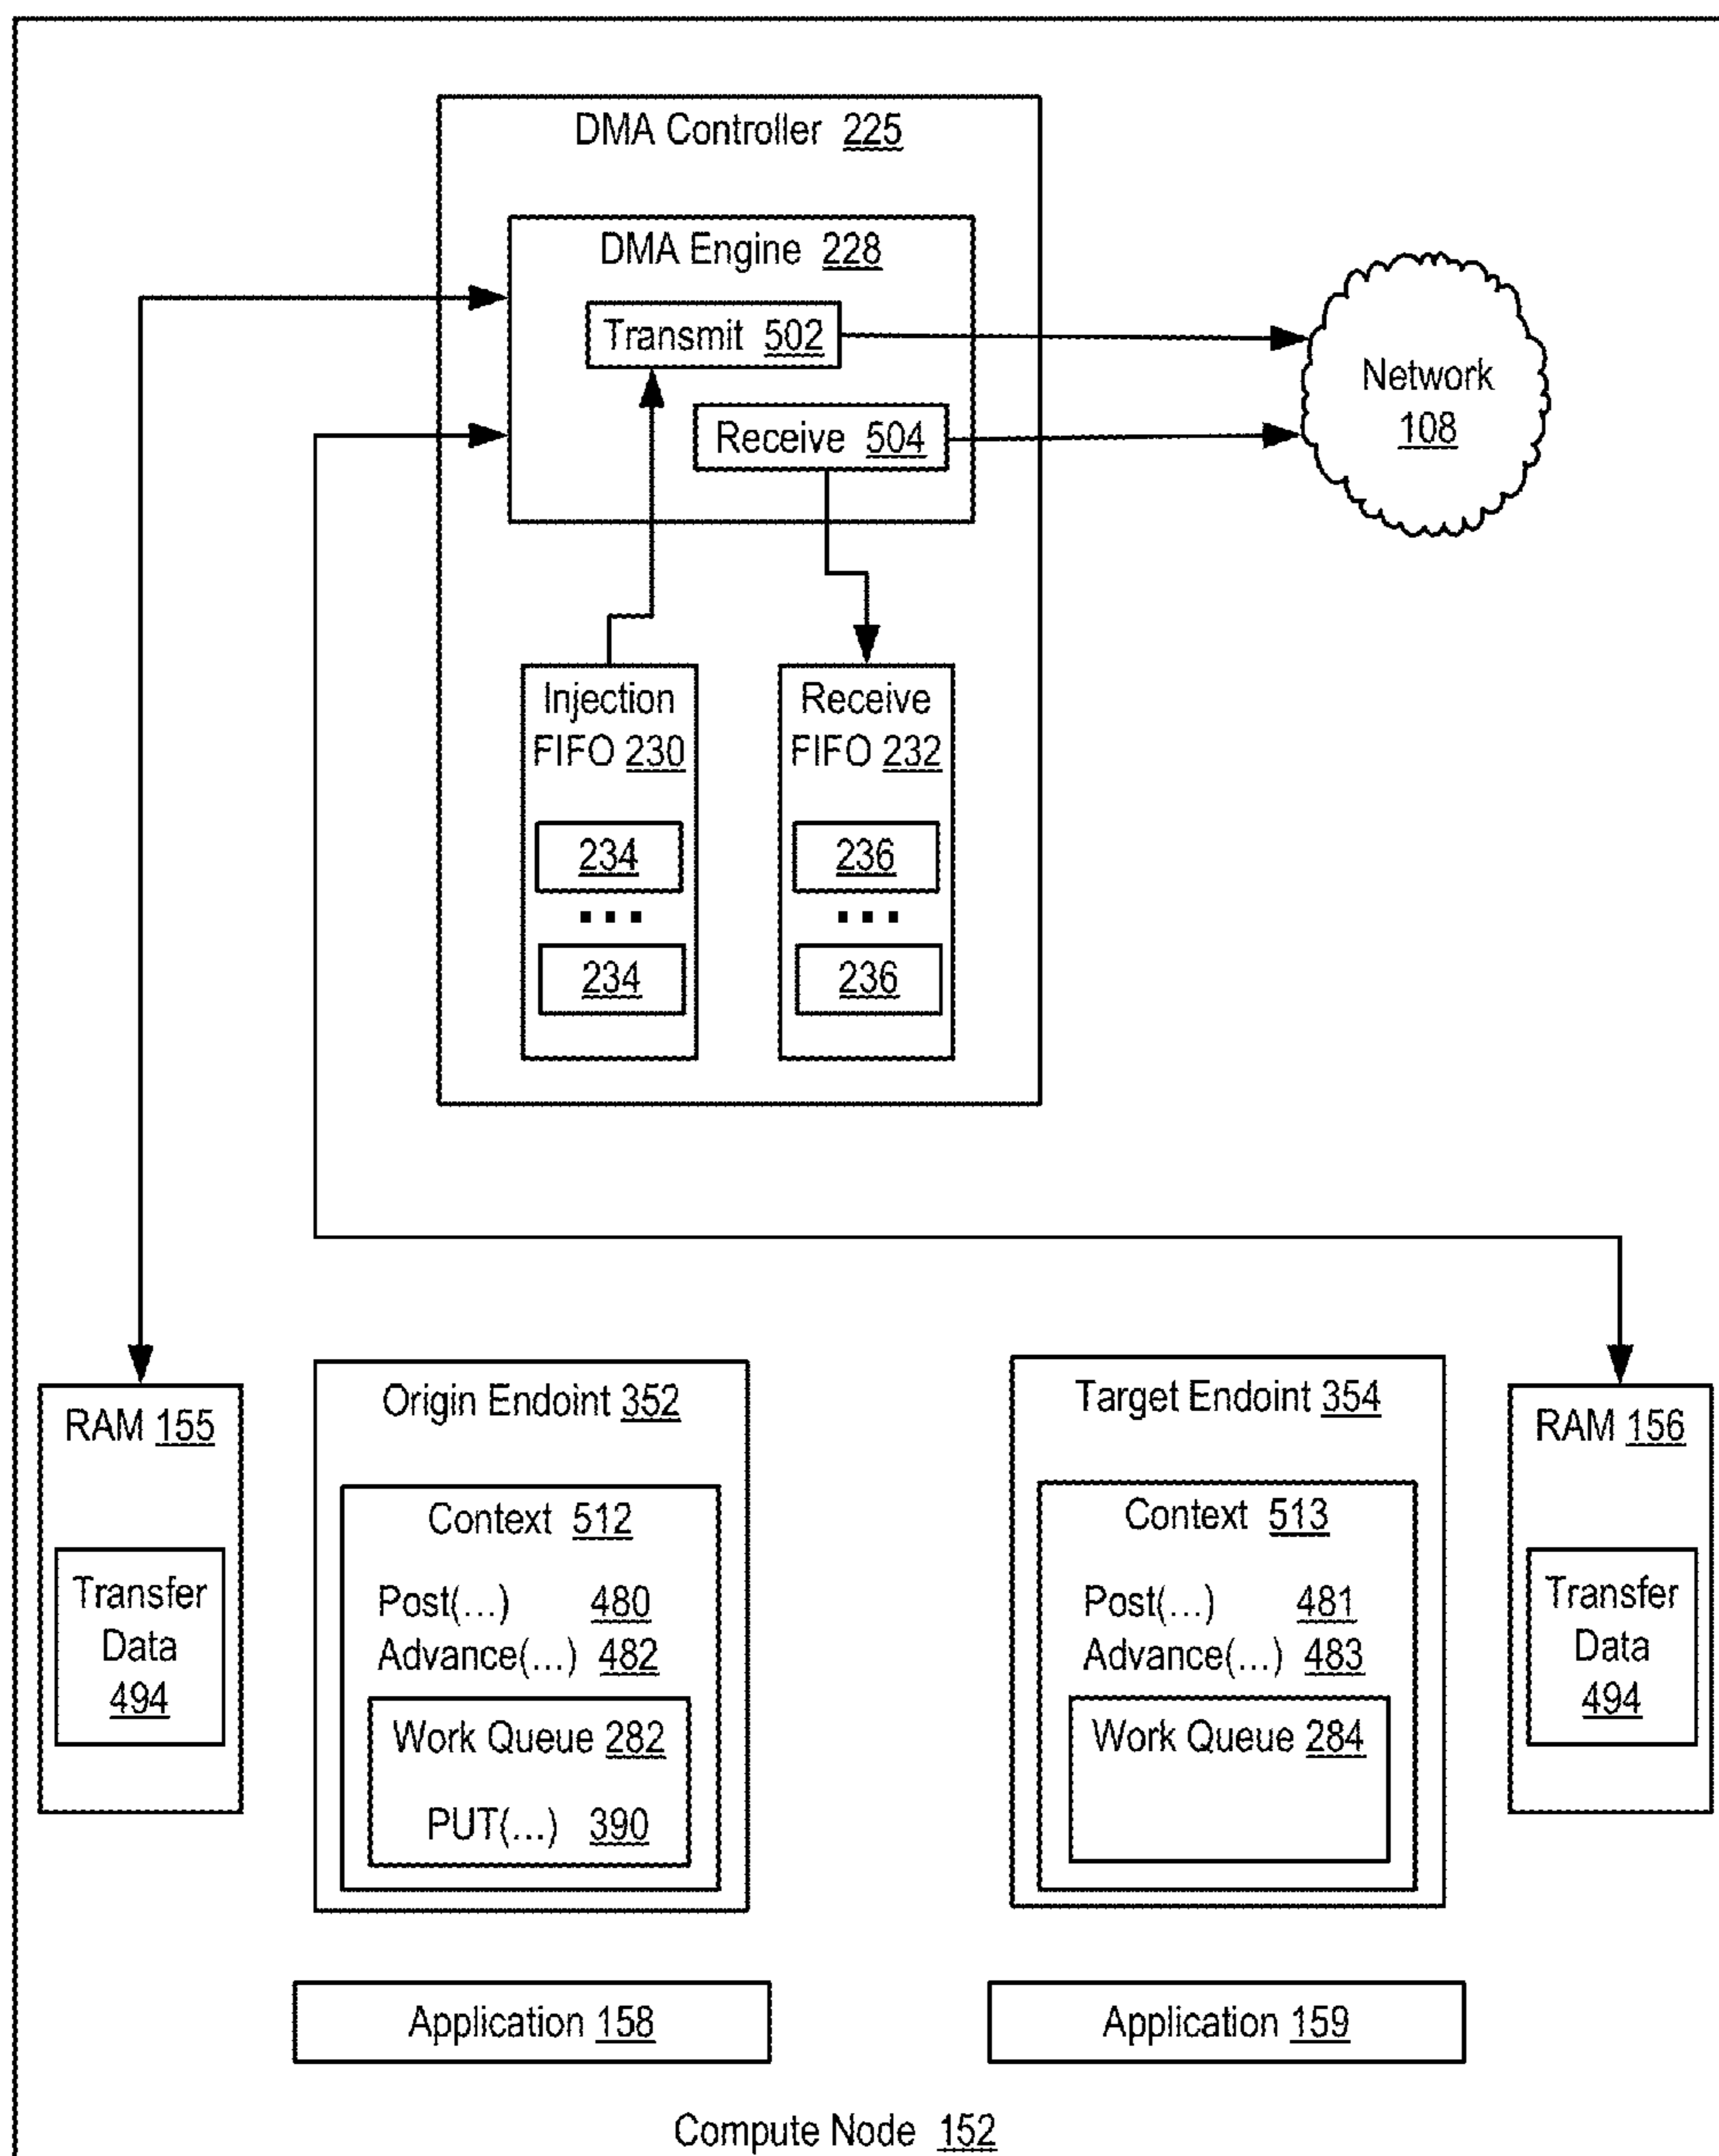 DMA Controller 225
DMA Engine 228
Transmit 502
Receive 504
Network
108
Injection
FIFO 230
234
...
234
Receive
FIFO 232
236
...
236
RAM 155
Transfer
Data
494
Origin Endoint 352
Context 512
Post(...) 480
Advance(...) 482
Work Queue 282
PUT(...) 390
Target Endoint 354
Context 513
Post(...) 481
Advance(...) 483
Work Queue 284
RAM 156
Transfer
Data
494
Application 158
Application 159
Compute Node 152